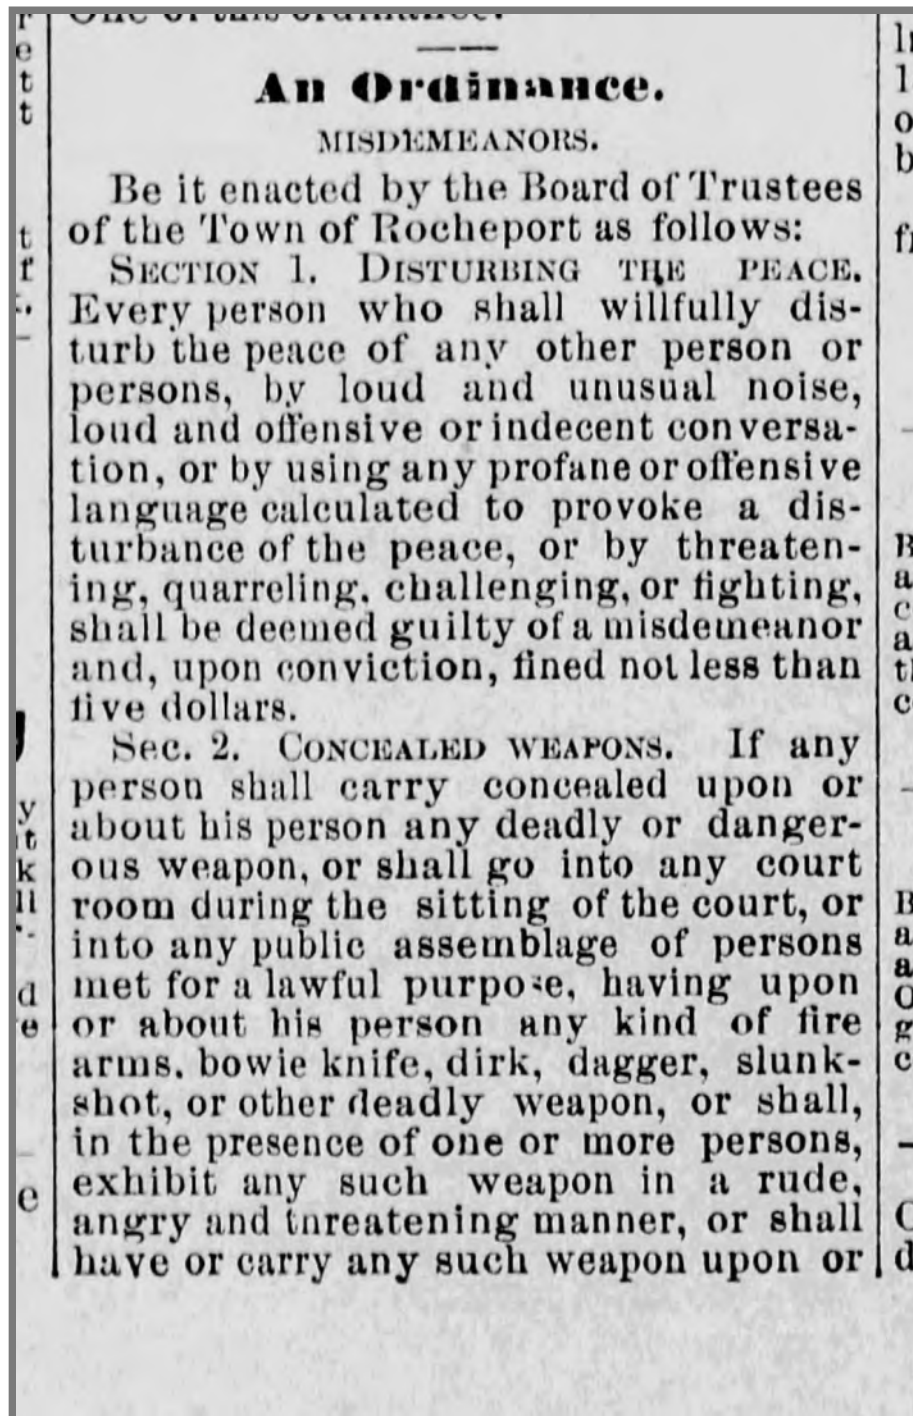 One of this ordinance.
An Ordinance.
MISDEMEANORS.
Be it enacted by the Board of Trustees
of the Town of Rocheport as follows:
SECTION 1. DISTURBING THE PEACE.
Every person who shall willfully dis-
turb the peace of any other person or
persons, by loud and unusual noise,
loud and offensive or indecent conversa-
tion, or by using any profane or offensive
language calculated to provoke a dis-
turbance of the peace, or by threaten-
ing, quarreling, challenging, or fighting,
shall be deemed guilty of a misdemeanor
and, upon conviction, fined not less than
five dollars.
Sec. 2. CONCEALED WEAPONS. If any
person shall carry concealed upon or
about his person any deadly or danger-
ous weapon, or shall go into any court
room during the sitting of the court, or
into any public assemblage of persons
met for a lawful purpose, having upon
or about his person any kind of fire
arms, bowie knife, dirk, dagger, slunk-
shot, or other deadly weapon, or shall,
in the presence of one or more persons,
exhibit any such weapon in a rude,
angry and threatening manner, or shall
have or carry any such weapon upon or